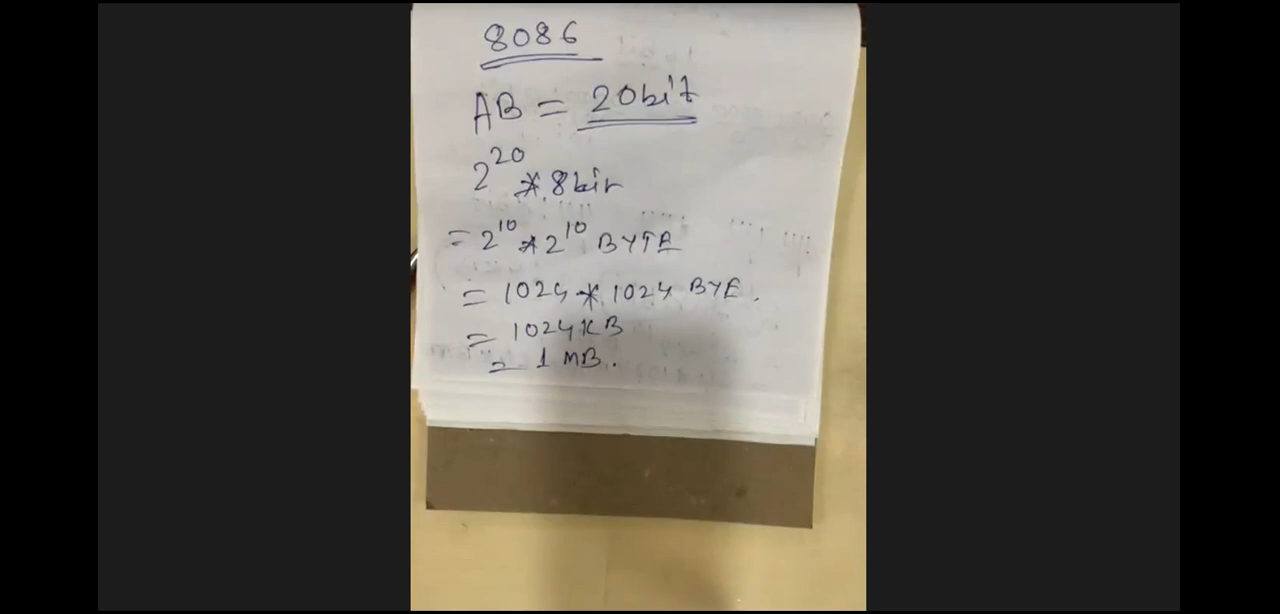 8086
AB = 20bit
2^20 * 8bit
= 2^10 * 2^10 BYTE
= 1024 * 1024 BYE.
= 1024KB
= 1 MB.